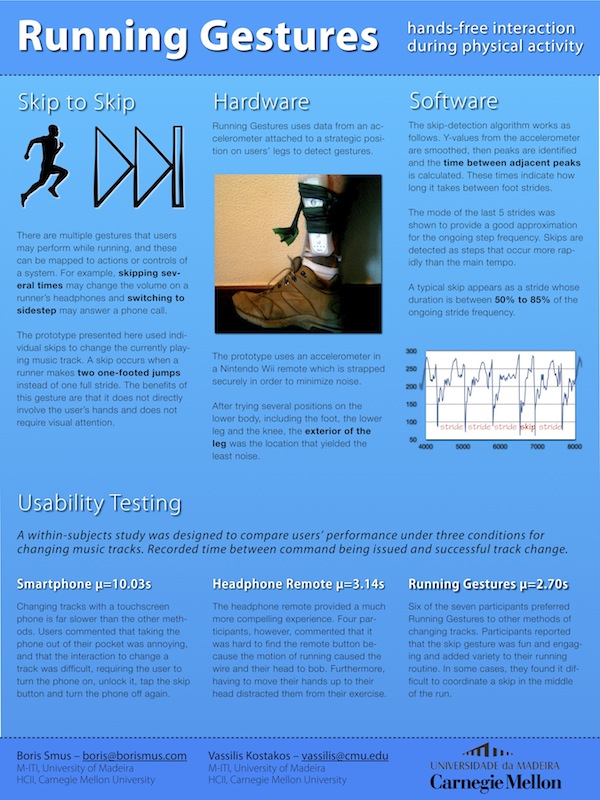 Running Gestures
hands-free interaction
during physical activity
Skip to Skip
There are multiple gestures that users
may perform while running, and these
can be mapped to actions or controls of
a system. For example, skipping sev-
eral times may change the volume on a
runner's headphones and switching to
sidestep may answer a phone call.
The prototype presented here used indi-
vidual skips to change the currently play-
ing music track. A skip occurs when a
runner makes two one-footed jumps
instead of one full stride. The benefits of
this gesture are that it does not directly
involve the user's hands and does not
require visual attention.
Hardware
Running Gestures uses data from an ac-
celerometer attached to a strategic posi-
tion on users' legs to detect gestures.
The prototype uses an accelerometer in
a Nintendo Wii remote which is strapped
securely in order to minimize noise.
After trying several positions on the
lower body, including the foot, the lower
leg and the knee, the exterior of the
leg was the location that yielded the
least noise.
Software
The skip-detection algorithm works as
follows. Y-values from the accelerometer
are smoothed, then peaks are identified
and the time between adjacent peaks
is calculated. These times indicate how
long it takes between foot strides.
The mode of the last 5 strides was
shown to provide a good approximation
for the ongoing step frequency. Skips are
detected as steps that occur more rap-
idly than the main tempo.
A typical skip appears as a stride whose
duration is between 50% to 85% of the
ongoing stride frequency.
300
250
200
150
100
50
stride stride stride skip stride
4000 5000 6000 7000 8000
Usability Testing
A within-subjects study was designed to compare users' performance under three conditions for
changing music tracks. Recorded time between command being issued and successful track change.
Smartphone μ=10.03s
Changing tracks with a touchscreen
phone is far slower than the other meth-
ods. Users commented that taking the
phone out of their pocket was annoying,
and that the interaction to change a
track was difficult, requiring the user to
turn the phone on, unlock it, tap the skip
button and turn the phone off again.
Headphone Remote μ=3.14s
The headphone remote provided a much
more compelling experience. Four par-
ticipants, however, commented that it
was hard to find the remote button be-
cause the motion of running caused the
wire and their head to bob. Furthermore,
having to move their hands up to their
head distracted them from their exercise.
Running Gestures μ=2.70s
Six of the seven participants preferred
Running Gestures to other methods of
changing tracks. Participants reported
that the skip gesture was fun and engag-
ing and added variety to their running
routine. In some cases, they found it dif-
ficult to coordinate a skip in the middle
of the run.
Boris Smus – boris@borismus.com
M-ITI, University of Madeira
HCII, Carnegie Mellon University
Vassilis Kostakos – vassilis@cmu.edu
M-ITI, University of Madeira
HCII, Carnegie Mellon University
UNIVERSIDADE da MADEIRA
Carnegie Mellon